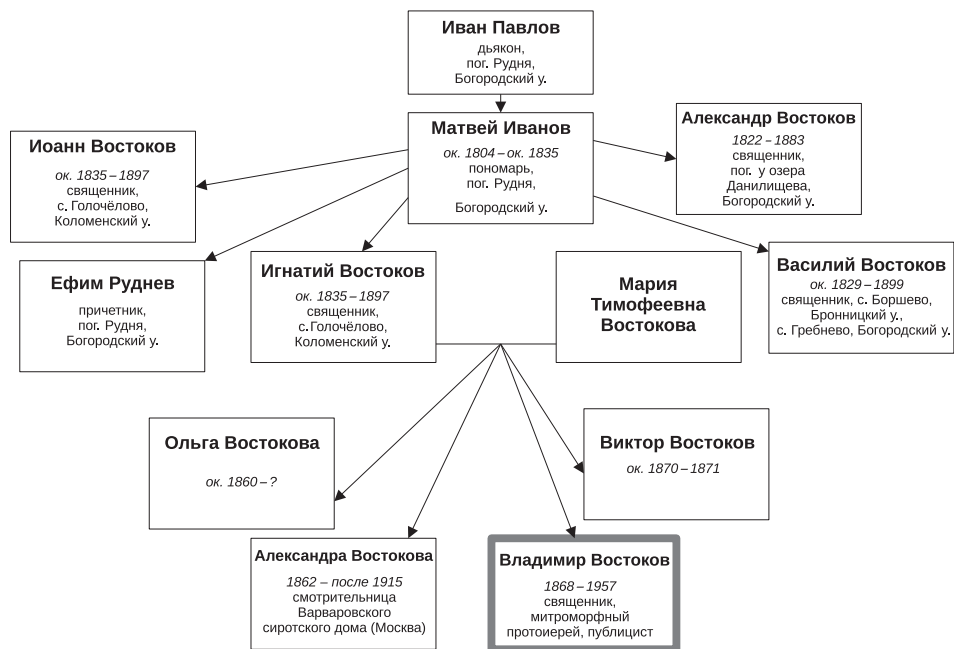 Иван Павлов
дьякон,
пог. Рудня,
Богородский у.
Матвей Иванов
ок. 1804 – ок. 1835
пономарь,
пог. Рудня,
Богородский у.
Александр Востоков
1822 – 1883
священник,
пог. у озера
Данилищева,
Богородский у.
Иоанн Востоков
ок. 1835 – 1897
священник,
с. Голочёлово,
Коломенский у.
Ефим Руднев
причетник,
пог. Рудня,
Богородский у.
Игнатий Востоков
ок. 1835 – 1897
священник,
с.Голочёлово,
Коломенский у.
Мария
Тимофеевна
Востокова
Василий Востоков
ок. 1829 – 1899
священник, с. Боршево,
Бронницкий у.,
с. Гребнево, Богородский у.
Ольга Востокова
ок. 1860 – ?
Виктор Востоков
ок. 1870 – 1871
Александра Востокова
1862 – после 1915
смотрительница
Варваровского
сиротского дома (Москва)
Владимир Востоков
1868 – 1957
священник,
митроморфный
протоиерей, публицист